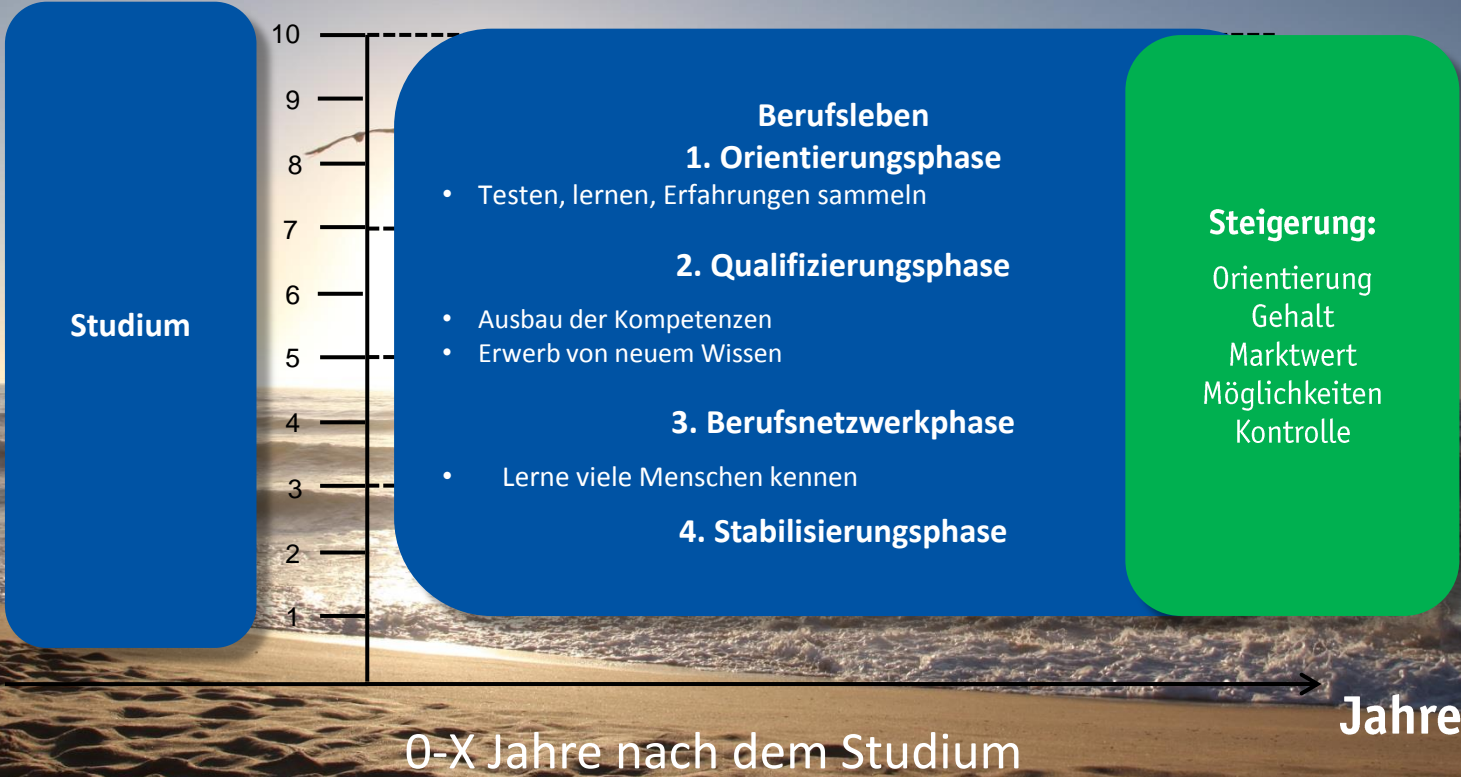 Studium
10
9
8
7
6
5
4
3
2
1
Berufsleben
1. Orientierungsphase
• Testen, lernen, Erfahrungen sammeln
2. Qualifizierungsphase
• Ausbau der Kompetenzen
• Erwerb von neuem Wissen
3. Berufsnetzwerkphase
• Lerne viele Menschen kennen
4. Stabilisierungsphase
Steigerung:
Orientierung
Gehalt
Marktwert
Möglichkeiten
Kontrolle
Jahre
0-X Jahre nach dem Studium